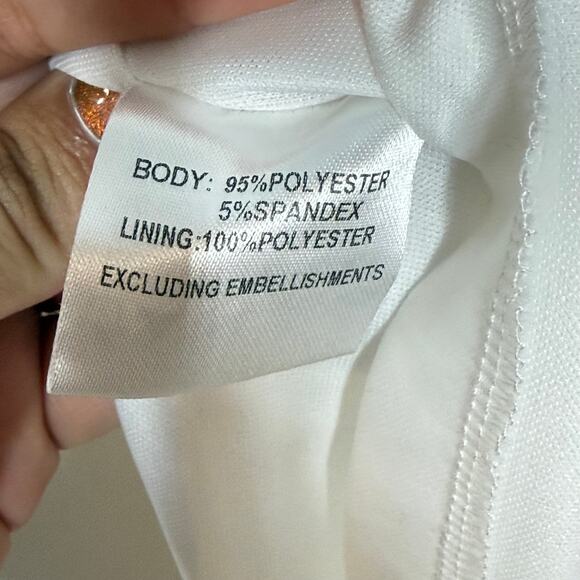 BODY: 95%POLYESTER
5%SPANDEX
LINING:100%POLYESTER
EXCLUDING EMBELLISHMENTS